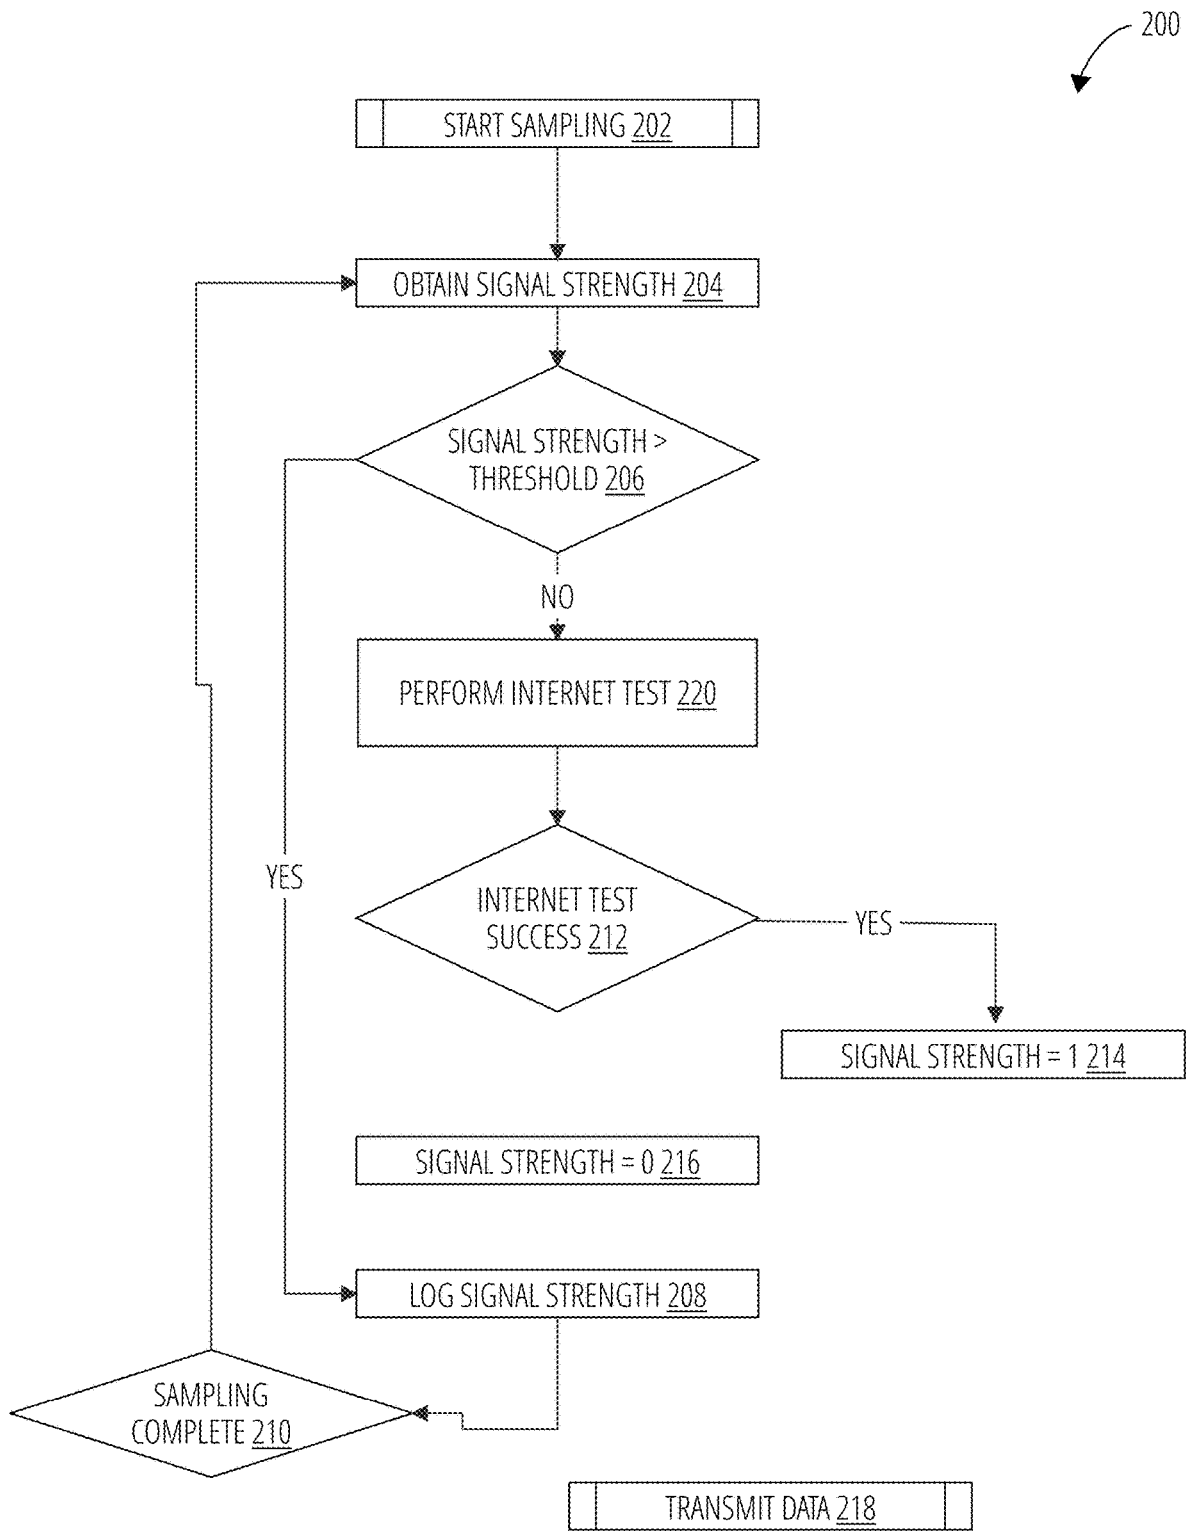 200
START SAMPLING 202
OBTAIN SIGNAL STRENGTH 204
SIGNAL STRENGTH >
THRESHOLD 206
NO
PERFORM INTERNET TEST 220
YES
INTERNET TEST
SUCCESS 212
YES
SIGNAL STRENGTH = 1 214
SIGNAL STRENGTH = 0 216
LOG SIGNAL STRENGTH 208
SAMPLING
COMPLETE 210
TRANSMIT DATA 218